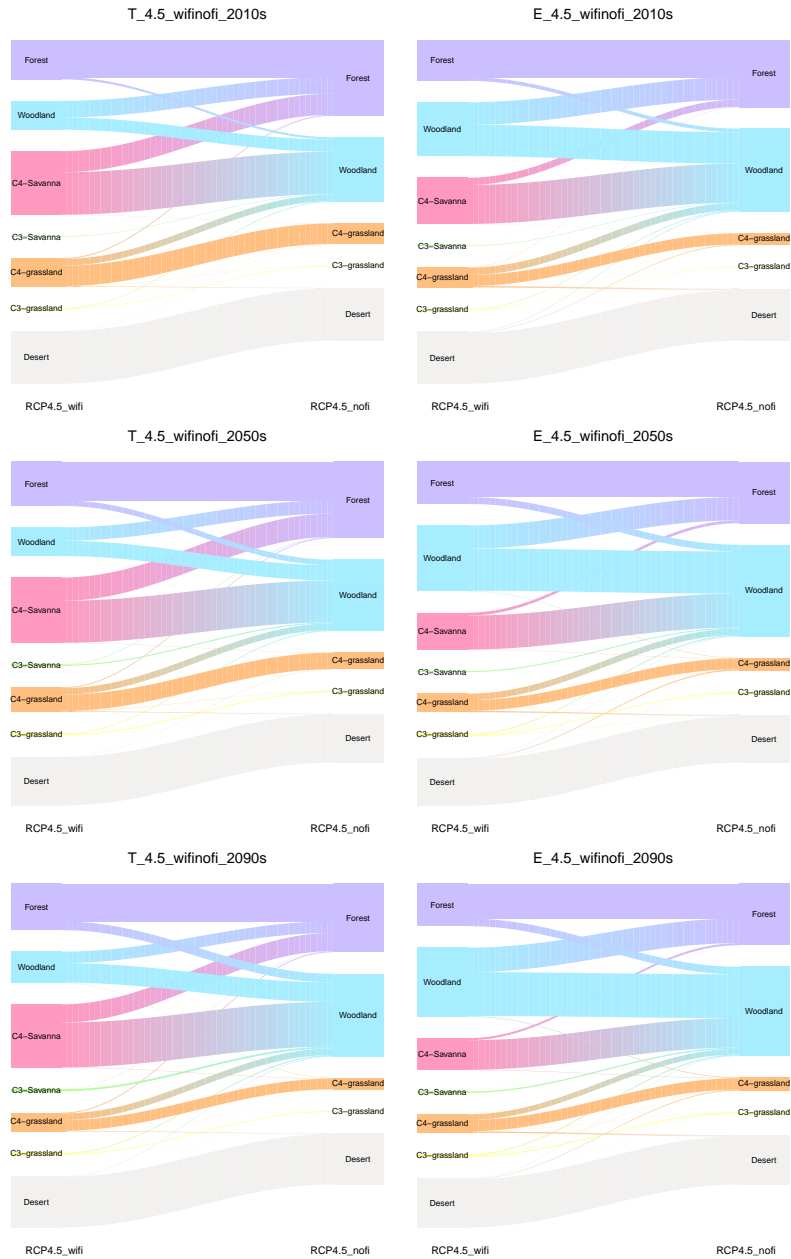 T_4.5_wifinofi_2010s
Forest
Woodland
C4−Savanna
C3−Savanna
C4−grassland
C3−grassland
Desert
Forest
Woodland
C4−grassland
C3−grassland
Desert
RCP4.5_wifi
RCP4.5_nofi
E_4.5_wifinofi_2010s
Forest
Woodland
C4−Savanna
C3−Savanna
C4−grassland
C3−grassland
Desert
Forest
Woodland
C4−grassland
C3−grassland
Desert
RCP4.5_wifi
RCP4.5_nofi
T_4.5_wifinofi_2050s
Forest
Woodland
C4−Savanna
C3−Savanna
C4−grassland
C3−grassland
Desert
Forest
Woodland
C4−grassland
C3−grassland
Desert
RCP4.5_wifi
RCP4.5_nofi
E_4.5_wifinofi_2050s
Forest
Woodland
C4−Savanna
C3−Savanna
C4−grassland
C3−grassland
Desert
Forest
Woodland
C4−grassland
C3−grassland
Desert
RCP4.5_wifi
RCP4.5_nofi
T_4.5_wifinofi_2090s
Forest
Woodland
C4−Savanna
C3−Savanna
C4−grassland
C3−grassland
Desert
Forest
Woodland
C4−grassland
C3−grassland
Desert
RCP4.5_wifi
RCP4.5_nofi
E_4.5_wifinofi_2090s
Forest
Woodland
C4−Savanna
C3−Savanna
C4−grassland
C3−grassland
Desert
Forest
Woodland
C4−grassland
C3−grassland
Desert
RCP4.5_wifi
RCP4.5_nofi